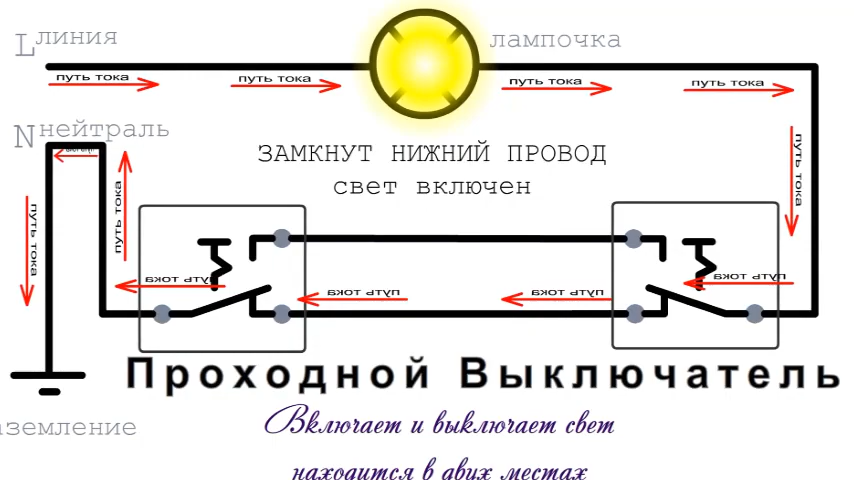 L линия
лампочка
путь тока
путь тока
путь тока
путь тока
N нейтраль
ЗАМКНУТ НИЖНИЙ ПРОВОД
свет включен
путь тока
путь тока
путь тока
путь тока
путь тока
путь тока
путь тока
путь тока
Проходной Выключатель
аземление
Включает и выключает свет
находится в двух местах